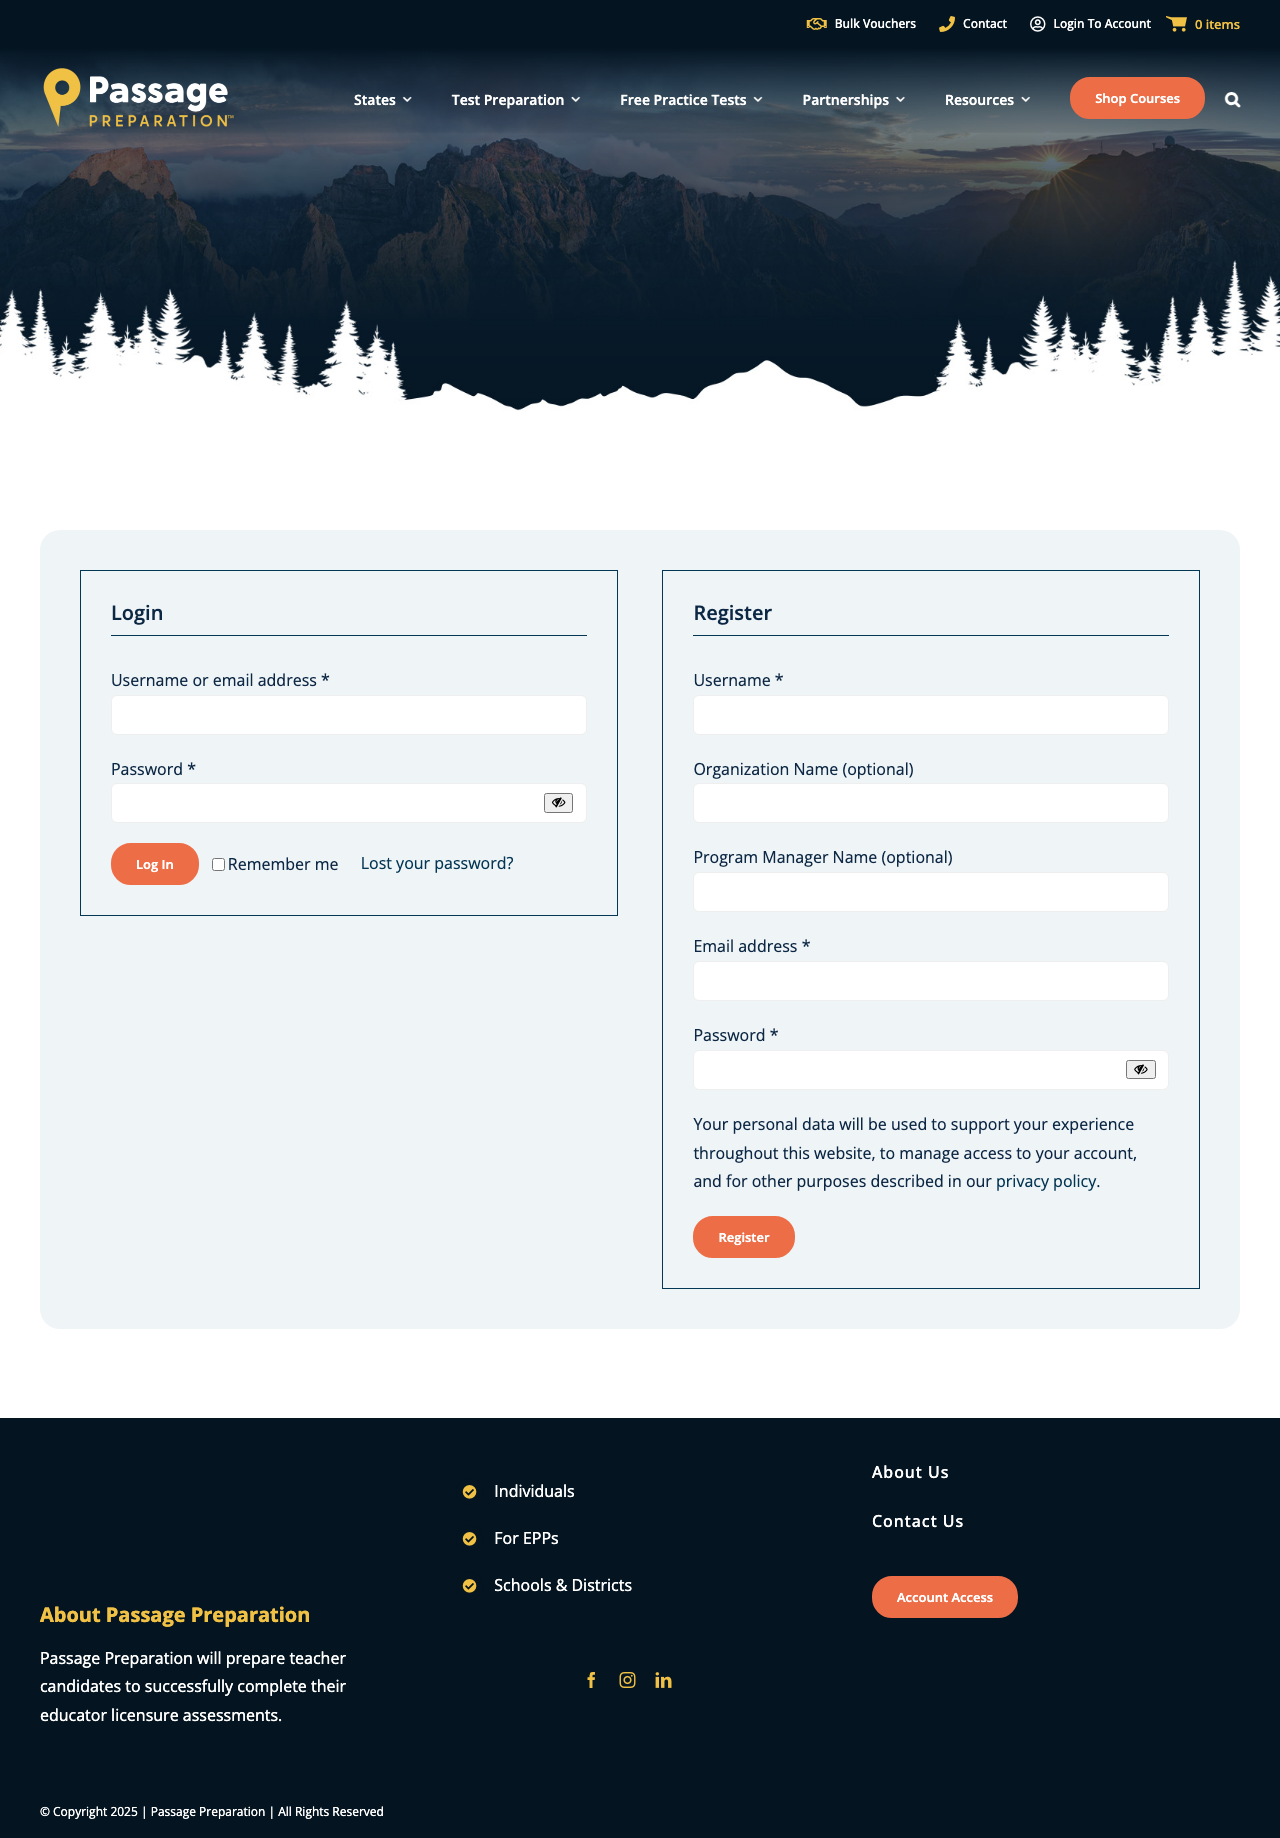 Bulk Vouchers
Contact
Login To Account
0 items
Passage
PREPARATION™
States
Test Preparation
Free Practice Tests
Partnerships
Resources
Shop Courses
Login
Username or email address *
Password *
Log In
Remember me
Lost your password?
Register
Username *
Organization Name (optional)
Program Manager Name (optional)
Email address *
Password *
Your personal data will be used to support your experience
throughout this website, to manage access to your account,
and for other purposes described in our privacy policy.
Register
About Passage Preparation
Passage Preparation will prepare teacher
candidates to successfully complete their
educator licensure assessments.
Individuals
For EPPs
Schools & Districts
About Us
Contact Us
Account Access
© Copyright 2025 | Passage Preparation | All Rights Reserved